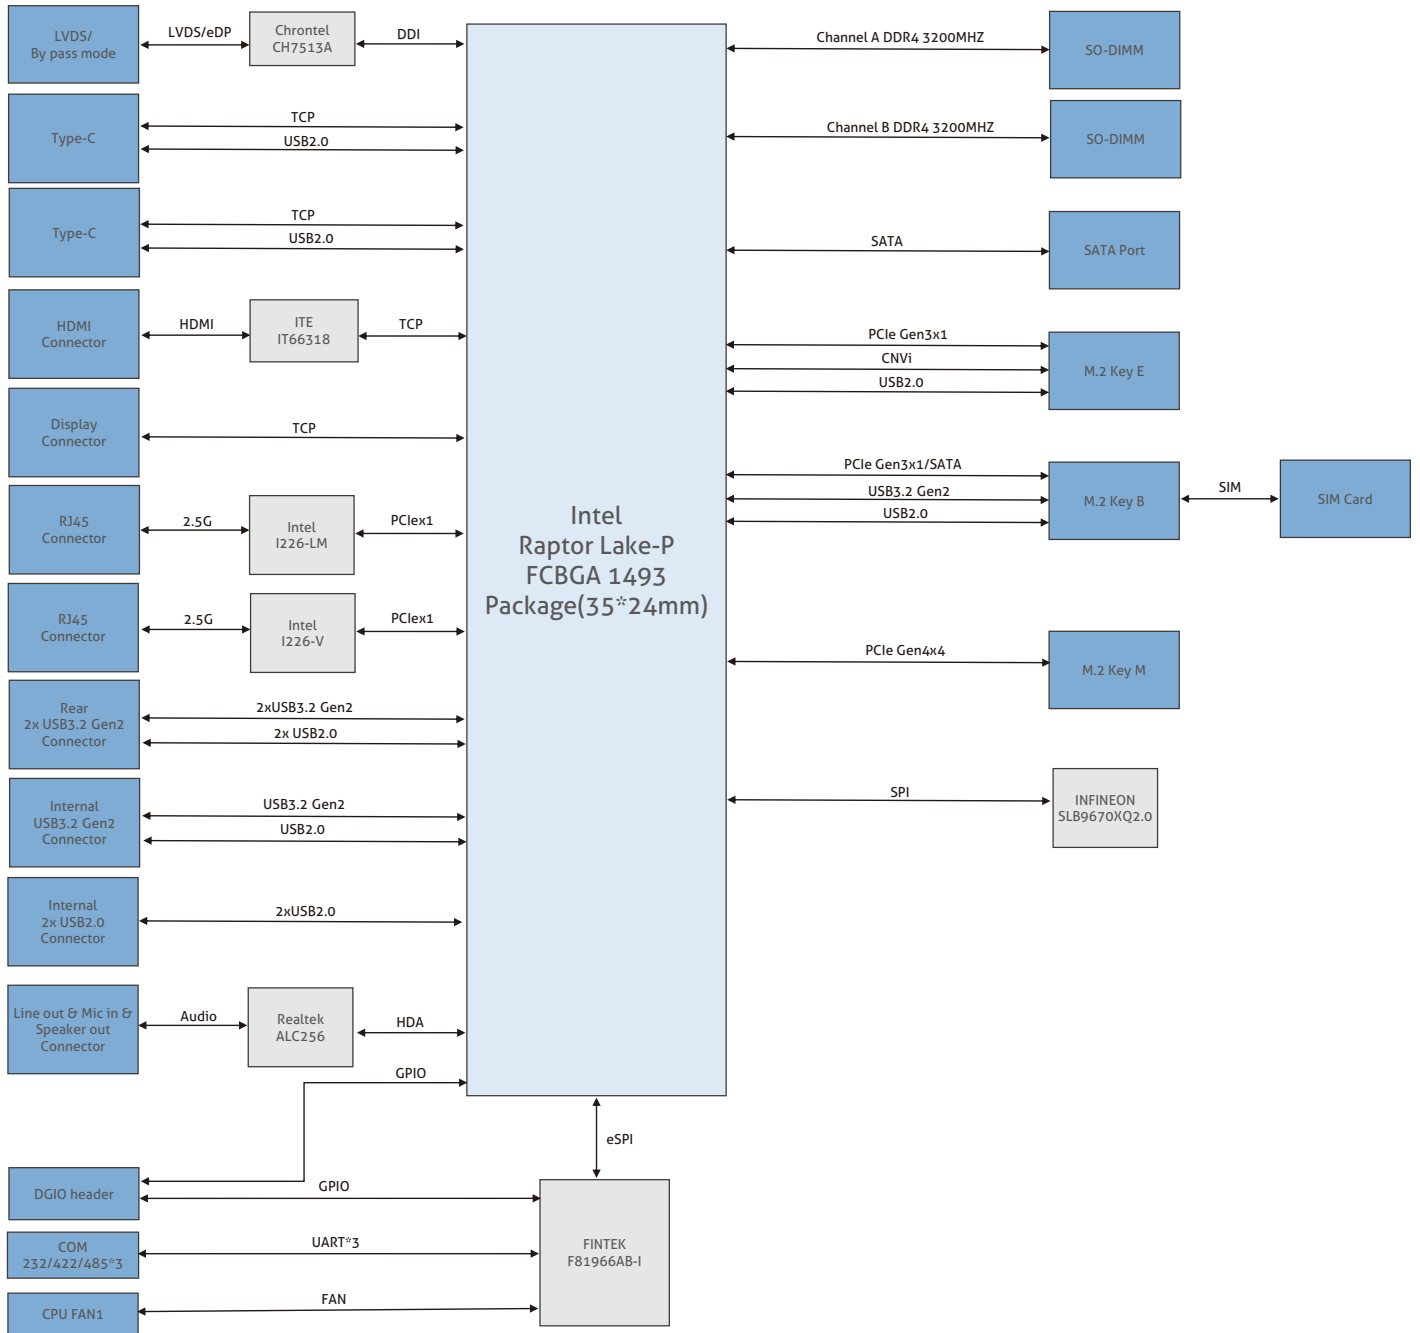 LVDS/
By pass mode
LVDS/eDP
Chrontel
CH7513A
DDI
Type-C
TCP
USB2.0
Type-C
TCP
USB2.0
HDMI
Connector
HDMI
ITE
IT66318
TCP
Display
Connector
TCP
RJ45
Connector
2.5G
Intel
I226-LM
PCIex1
RJ45
Connector
2.5G
Intel
I226-V
PCIex1
Rear
2x USB3.2 Gen2
Connector
2xUSB3.2 Gen2
2x USB2.0
Internal
USB3.2 Gen2
Connector
USB3.2 Gen2
USB2.0
Internal
2x USB2.0
Connector
2xUSB2.0
Line out & Mic in &
Speaker out
Connector
Audio
Realtek
ALC256
HDA
GPIO
Intel
Raptor Lake-P
FCBGA 1493
Package(35*24mm)
Channel A DDR4 3200MHZ
SO-DIMM
Channel B DDR4 3200MHZ
SO-DIMM
SATA
SATA Port
PCIe Gen3x1
CNVi
USB2.0
M.2 Key E
PCIe Gen3x1/SATA
USB3.2 Gen2
USB2.0
M.2 Key B
SIM
SIM Card
PCIe Gen4x4
M.2 Key M
SPI
INFINEON
SLB9670XQ2.0
eSPI
DGIO header
GPIO
COM
232/422/485*3
UART*3
FINTEK
F81966AB-I
CPU FAN1
FAN